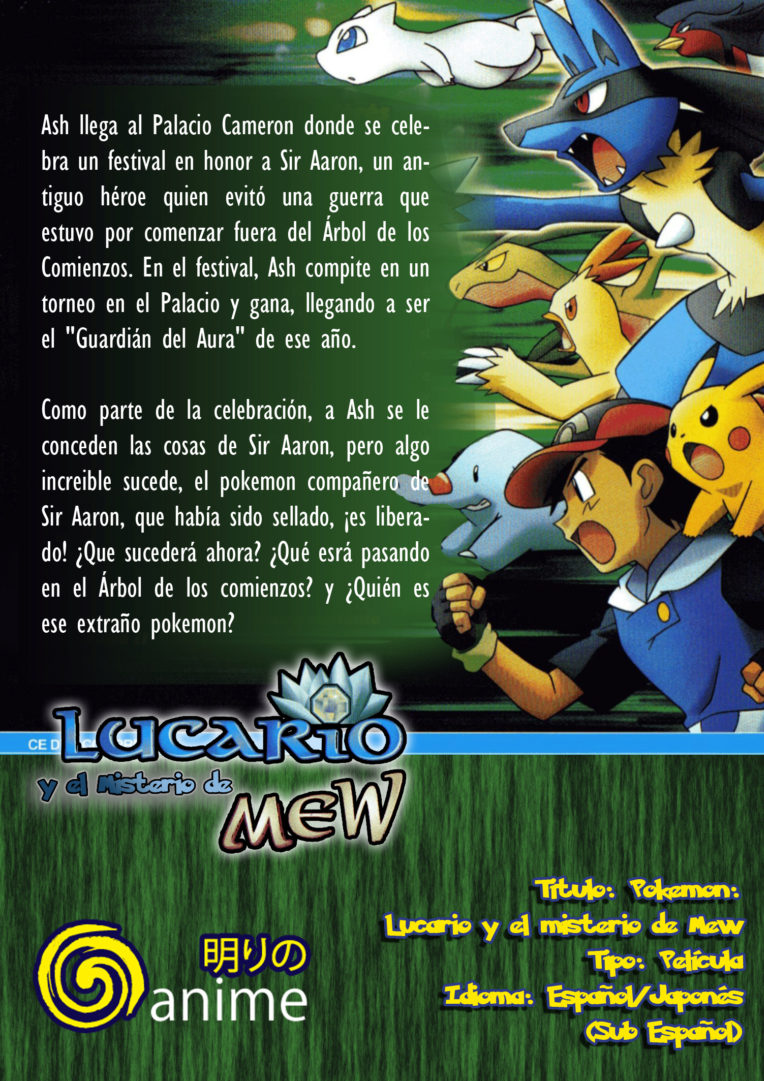 Ash llega al Palacio Cameron donde se cele-
bra un festival en honor a Sir Aaron, un an-
tiguo héroe quien evitó una guerra que
estuvo por comenzar fuera del Árbol de los
Comienzos. En el festival, Ash compite en un
torneo en el Palacio y gana, llegando a ser
el "Guardián del Aura" de ese año.
Como parte de la celebración, a Ash se le
conceden las cosas de Sir Aaron, pero algo
increible sucede, el pokemon compañero de
Sir Aaron, que había sido sellado, ¡es libera-
do! ¿Que sucederá ahora? ¿Qué esrá pasando
en el Árbol de los comienzos? y ¿Quién es
ese extraño pokemon?
LUCARIO
CE
y el Misterio de
MEW
Título: Pokemon:
Lucario y el misterio de Mew
Tipo: Película
Idioma: Español/Japonés
(Sub Español)
明りの
anime